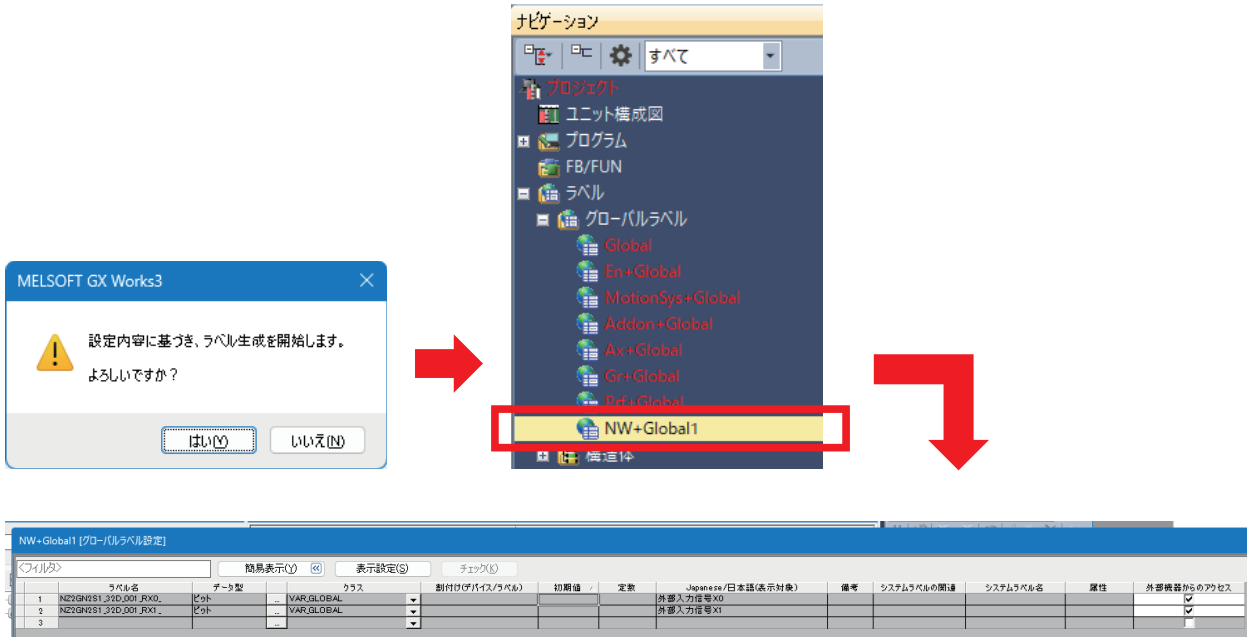 MELSOFT GX Works3
設定内容に基づき、ラベル生成を開始します。
よろしいですか？
はい(Y)
いいえ(N)
ナビゲーション
すべて
プロジェクト
ユニット構成図
プログラム
FB/FUN
ラベル
グローバルラベル
Global
En+Global
MotionSys+Global
Addon+Global
Ax+Global
Gr+Global
Prf+Global
NW+Global1
構造体
NW+Global1 [グローバルラベル設定]
<フィルタ> 簡易表示(Y) 表示設定(S) チェック(K)
ラベル名 データ型 クラス 割付け(デバイス/ラベル) 初期値 定数 Japanese/日本語(表示対象) 備考 システムラベルの関連 システムラベル名 属性 外部機器からのアクセス
1 NZ2GN2S1_32D_001_RX0_ ビット ... VAR_GLOBAL 外部入力信号X0
2 NZ2GN2S1_32D_001_RX1_ ビット ... VAR_GLOBAL 外部入力信号X1
3 ...